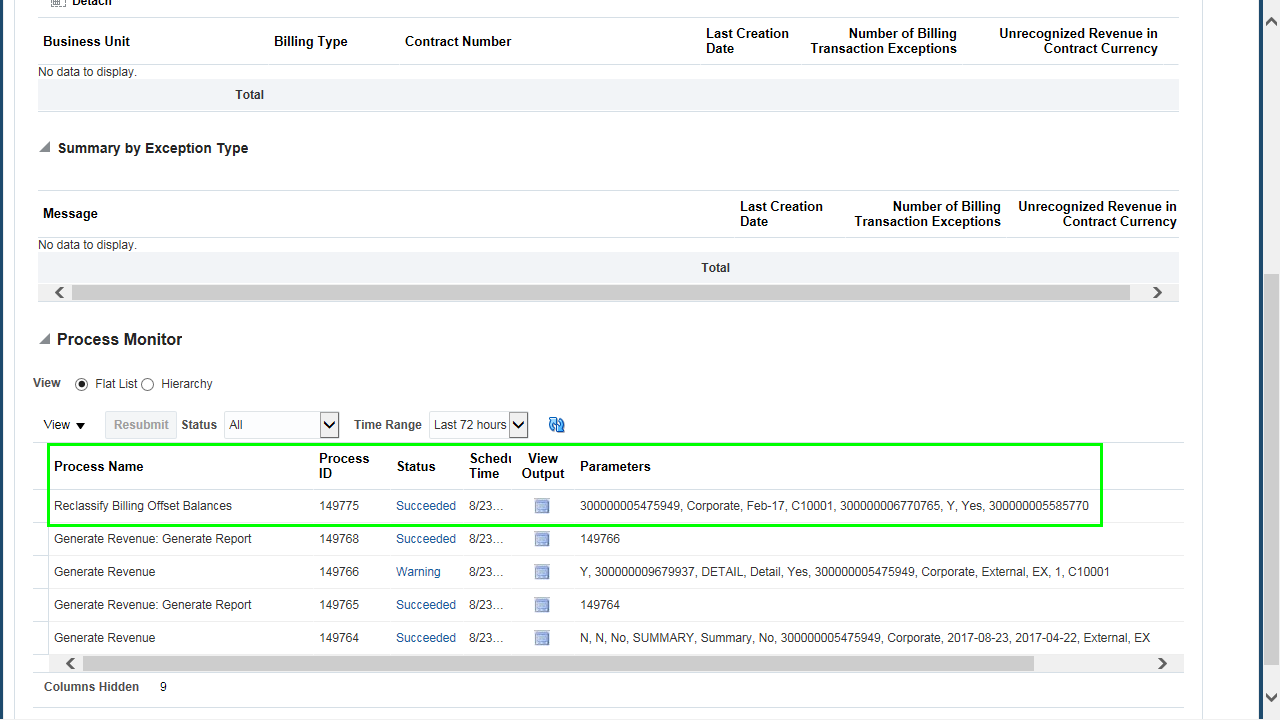 Detach
Business Unit Billing Type Contract Number Last Creation Date Number of Billing Transaction Exceptions Unrecognized Revenue in Contract Currency
No data to display.
Total
Summary by Exception Type
Message Last Creation Date Number of Billing Transaction Exceptions Unrecognized Revenue in Contract Currency
No data to display.
Total
Process Monitor
View Flat List Hierarchy
View Resubmit Status All Time Range Last 72 hours
Process Name Process ID Status Schedu Time View Output Parameters
Reclassify Billing Offset Balances 149775 Succeeded 8/23... 300000005475949, Corporate, Feb-17, C10001, 300000006770765, Y, Yes, 300000005585770
Generate Revenue: Generate Report 149768 Succeeded 8/23... 149766
Generate Revenue 149766 Warning 8/23... Y, 300000009679937, DETAIL, Detail, Yes, 300000005475949, Corporate, External, EX, 1, C10001
Generate Revenue: Generate Report 149765 Succeeded 8/23... 149764
Generate Revenue 149764 Succeeded 8/23... N, N, No, SUMMARY, Summary, No, 300000005475949, Corporate, 2017-08-23, 2017-04-22, External, EX
Columns Hidden 9